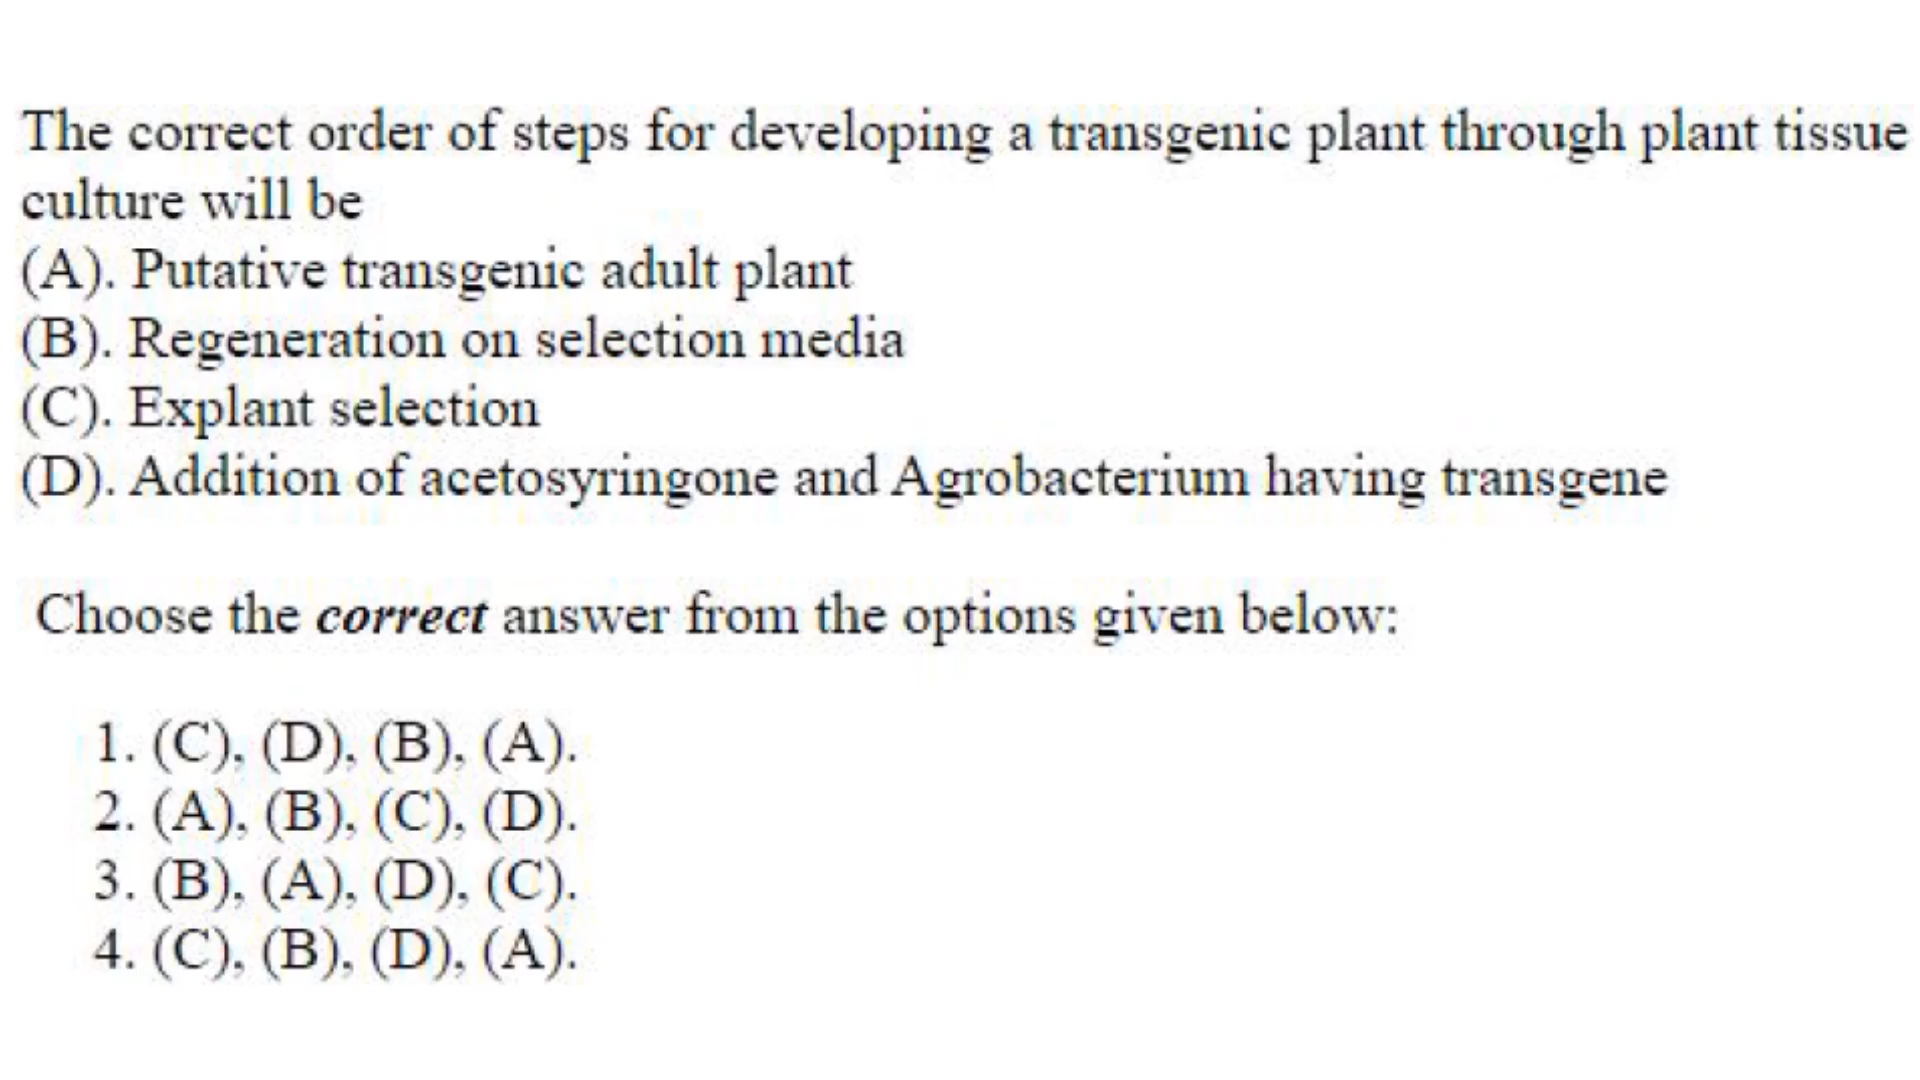 The correct order of steps for developing a transgenic plant through plant tissue
culture will be
(A). Putative transgenic adult plant
(B). Regeneration on selection media
(C). Explant selection
(D). Addition of acetosyringone and Agrobacterium having transgene
Choose the correct answer from the options given below:
1. (C), (D), (B), (A).
2. (A), (B), (C), (D).
3. (B), (A), (D), (C).
4. (C), (B), (D), (A).